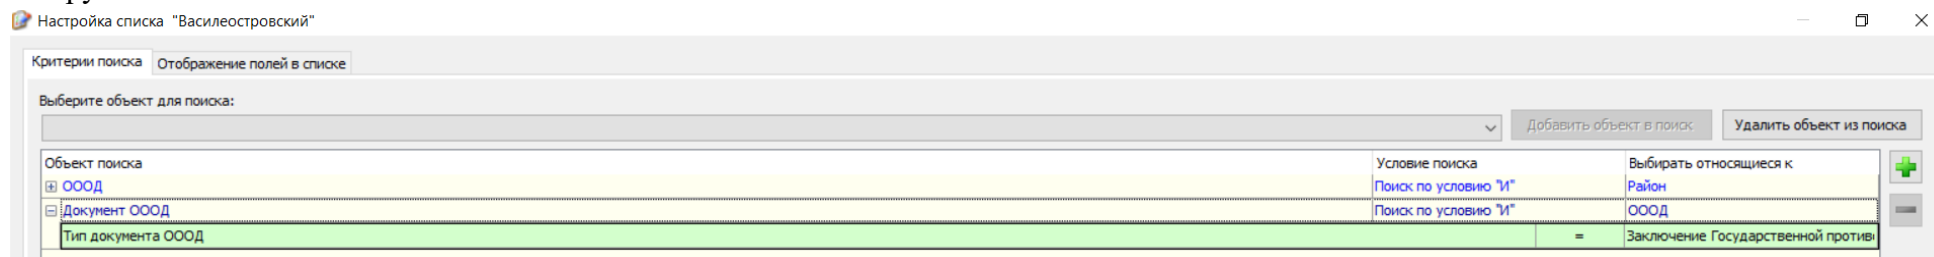 Настройка списка "Василеостровский"
Критерии поиска Отображение полей в списке
Выберите объект для поиска:
Добавить объект в поиск Удалить объект из поиска
Объект поиска Условие поиска Выбирать относящиеся к
ОООД Поиск по условию "И" Район
Документ ОООД Поиск по условию "И" ОООД
Тип документа ОООД = Заключение Государственной